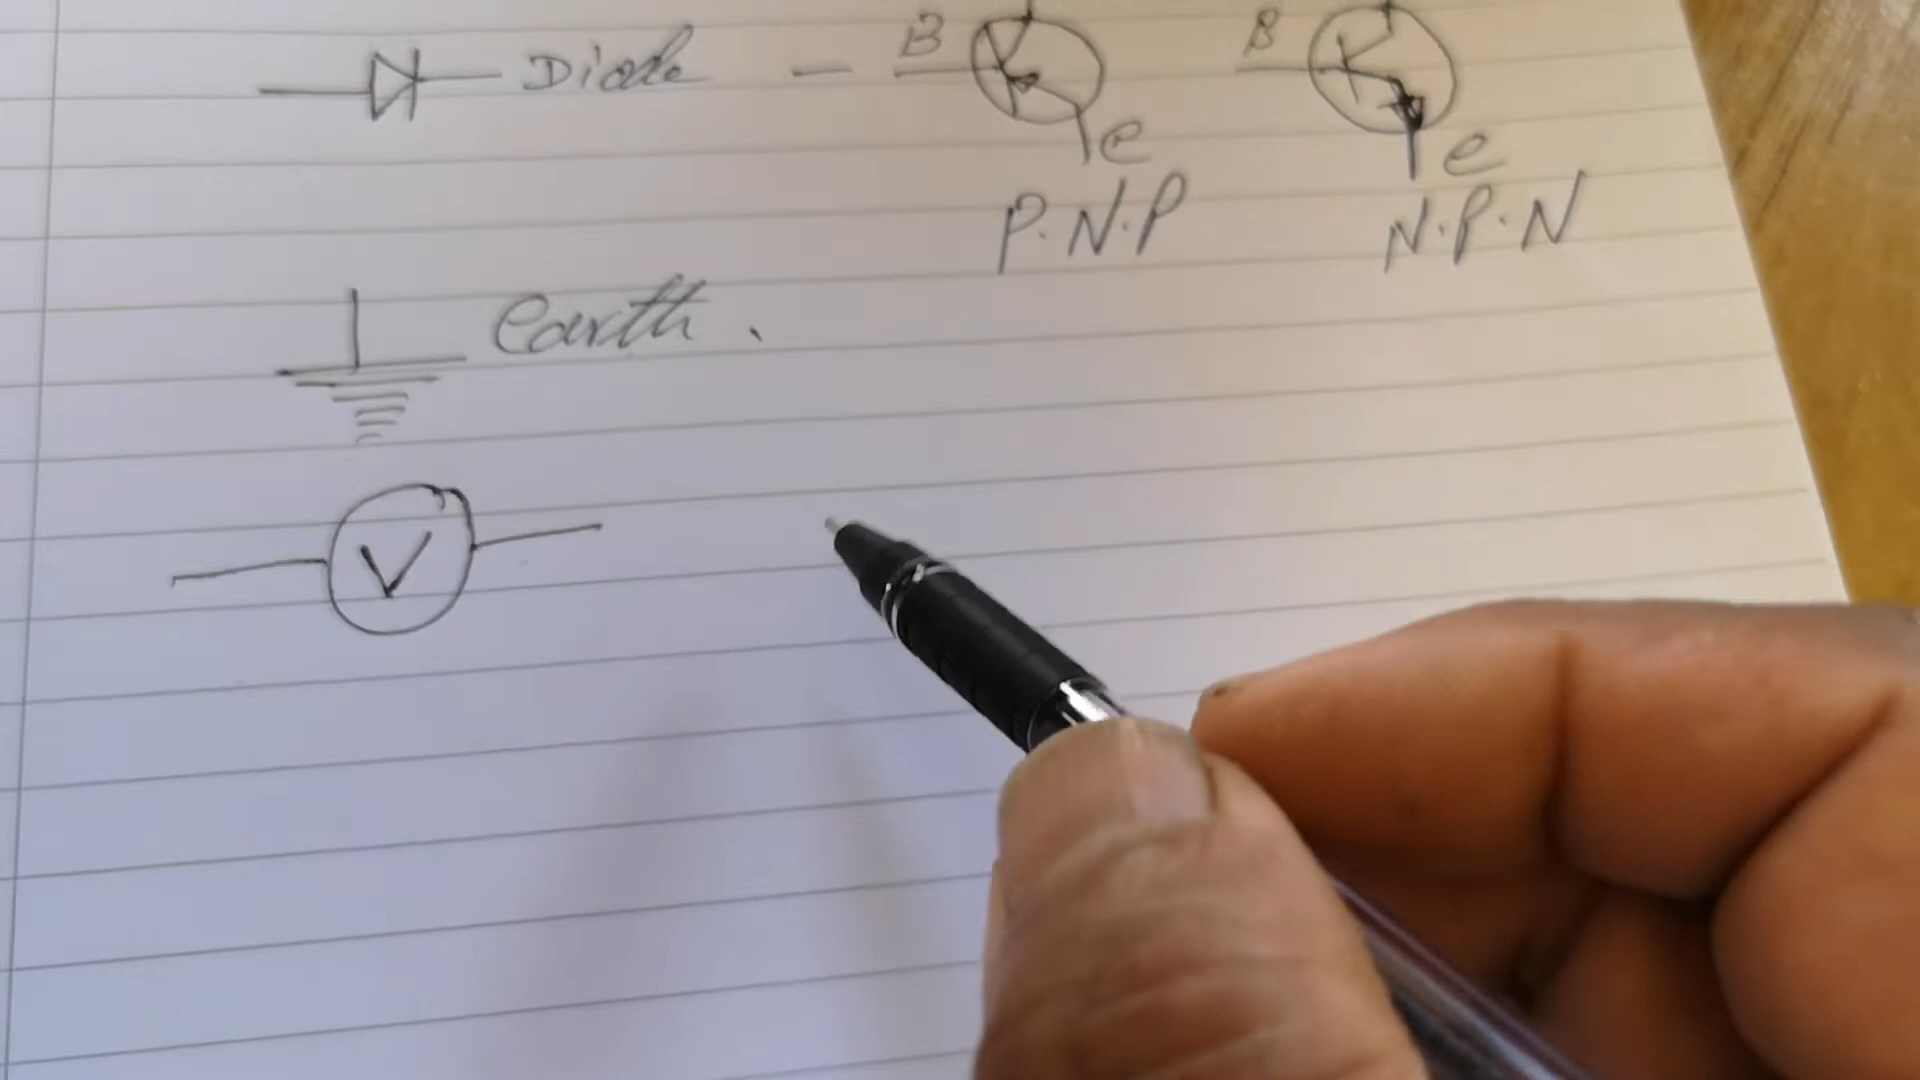 Diode B B
e e
P.N.P N.P.N
earth.
V